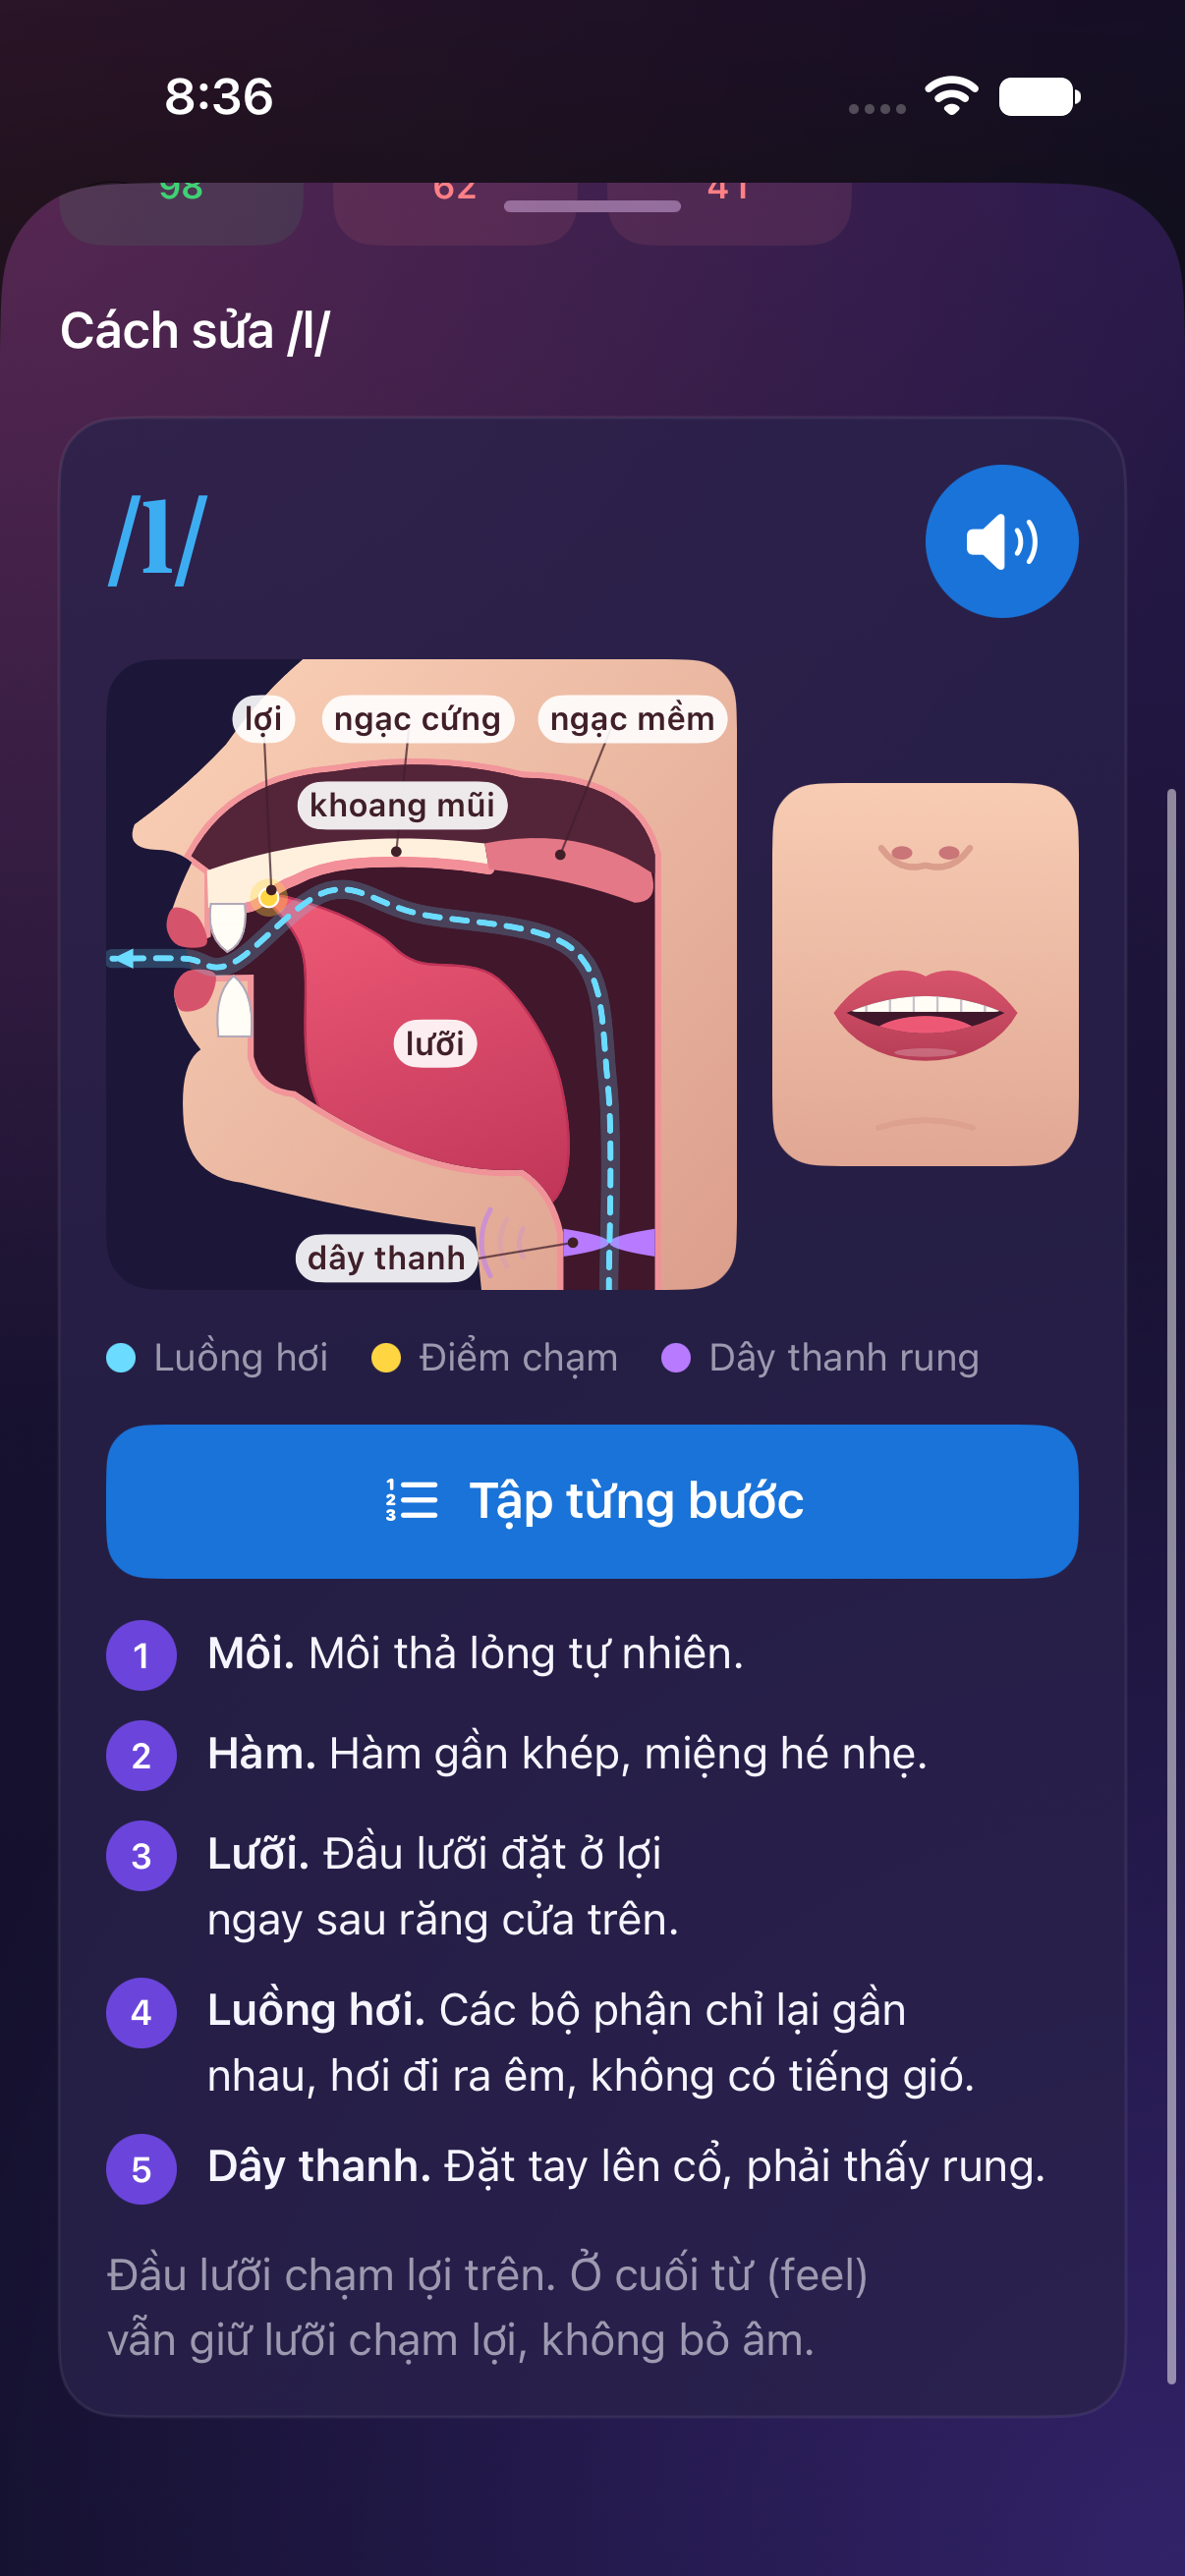 8:36
98
62
41
Cách sửa /l/
/l/
lợi
ngạc cứng
ngạc mềm
khoang mũi
lưỡi
dây thanh
Luồng hơi
Điểm chạm
Dây thanh rung
Tập từng bước
1 Môi. Môi thả lỏng tự nhiên.
2 Hàm. Hàm gần khép, miệng hé nhẹ.
3 Lưỡi. Đầu lưỡi đặt ở lợi
ngay sau răng cửa trên.
4 Luồng hơi. Các bộ phận chỉ lại gần
nhau, hơi đi ra êm, không có tiếng gió.
5 Dây thanh. Đặt tay lên cổ, phải thấy rung.
Đầu lưỡi chạm lợi trên. Ở cuối từ (feel)
vẫn giữ lưỡi chạm lợi, không bỏ âm.